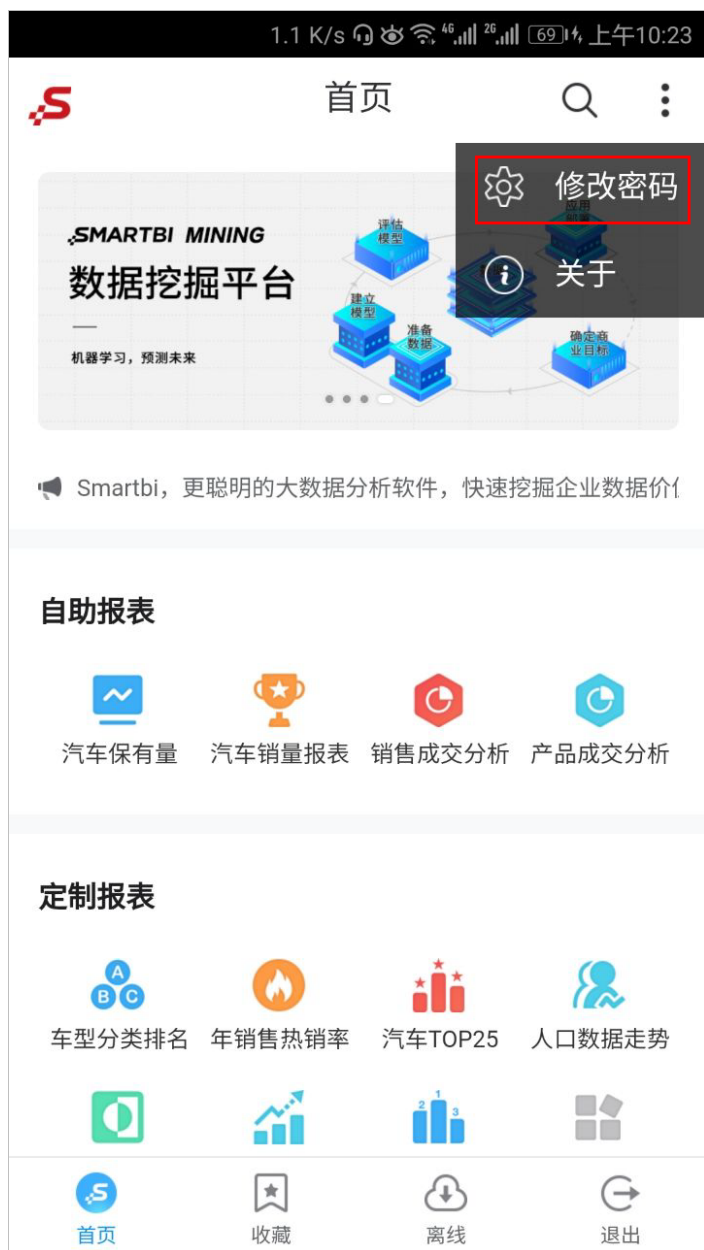 1.1 K/s 4G 2G 69 上午10:23
S
首页
修改密码
关于
SMARTBI MINING
数据挖掘平台
机器学习，预测未来
评估
模型
应用
建立
模型
准备
数据
确定商
业目标
Smartbi，更聪明的大数据分析软件，快速挖掘企业数据价
自助报表
汽车保有量 汽车销量报表 销售成交分析 产品成交分析
定制报表
A
B C
车型分类排名 年销售热销率 汽车TOP25 人口数据走势
2 1 3
S
首页 收藏 离线 退出